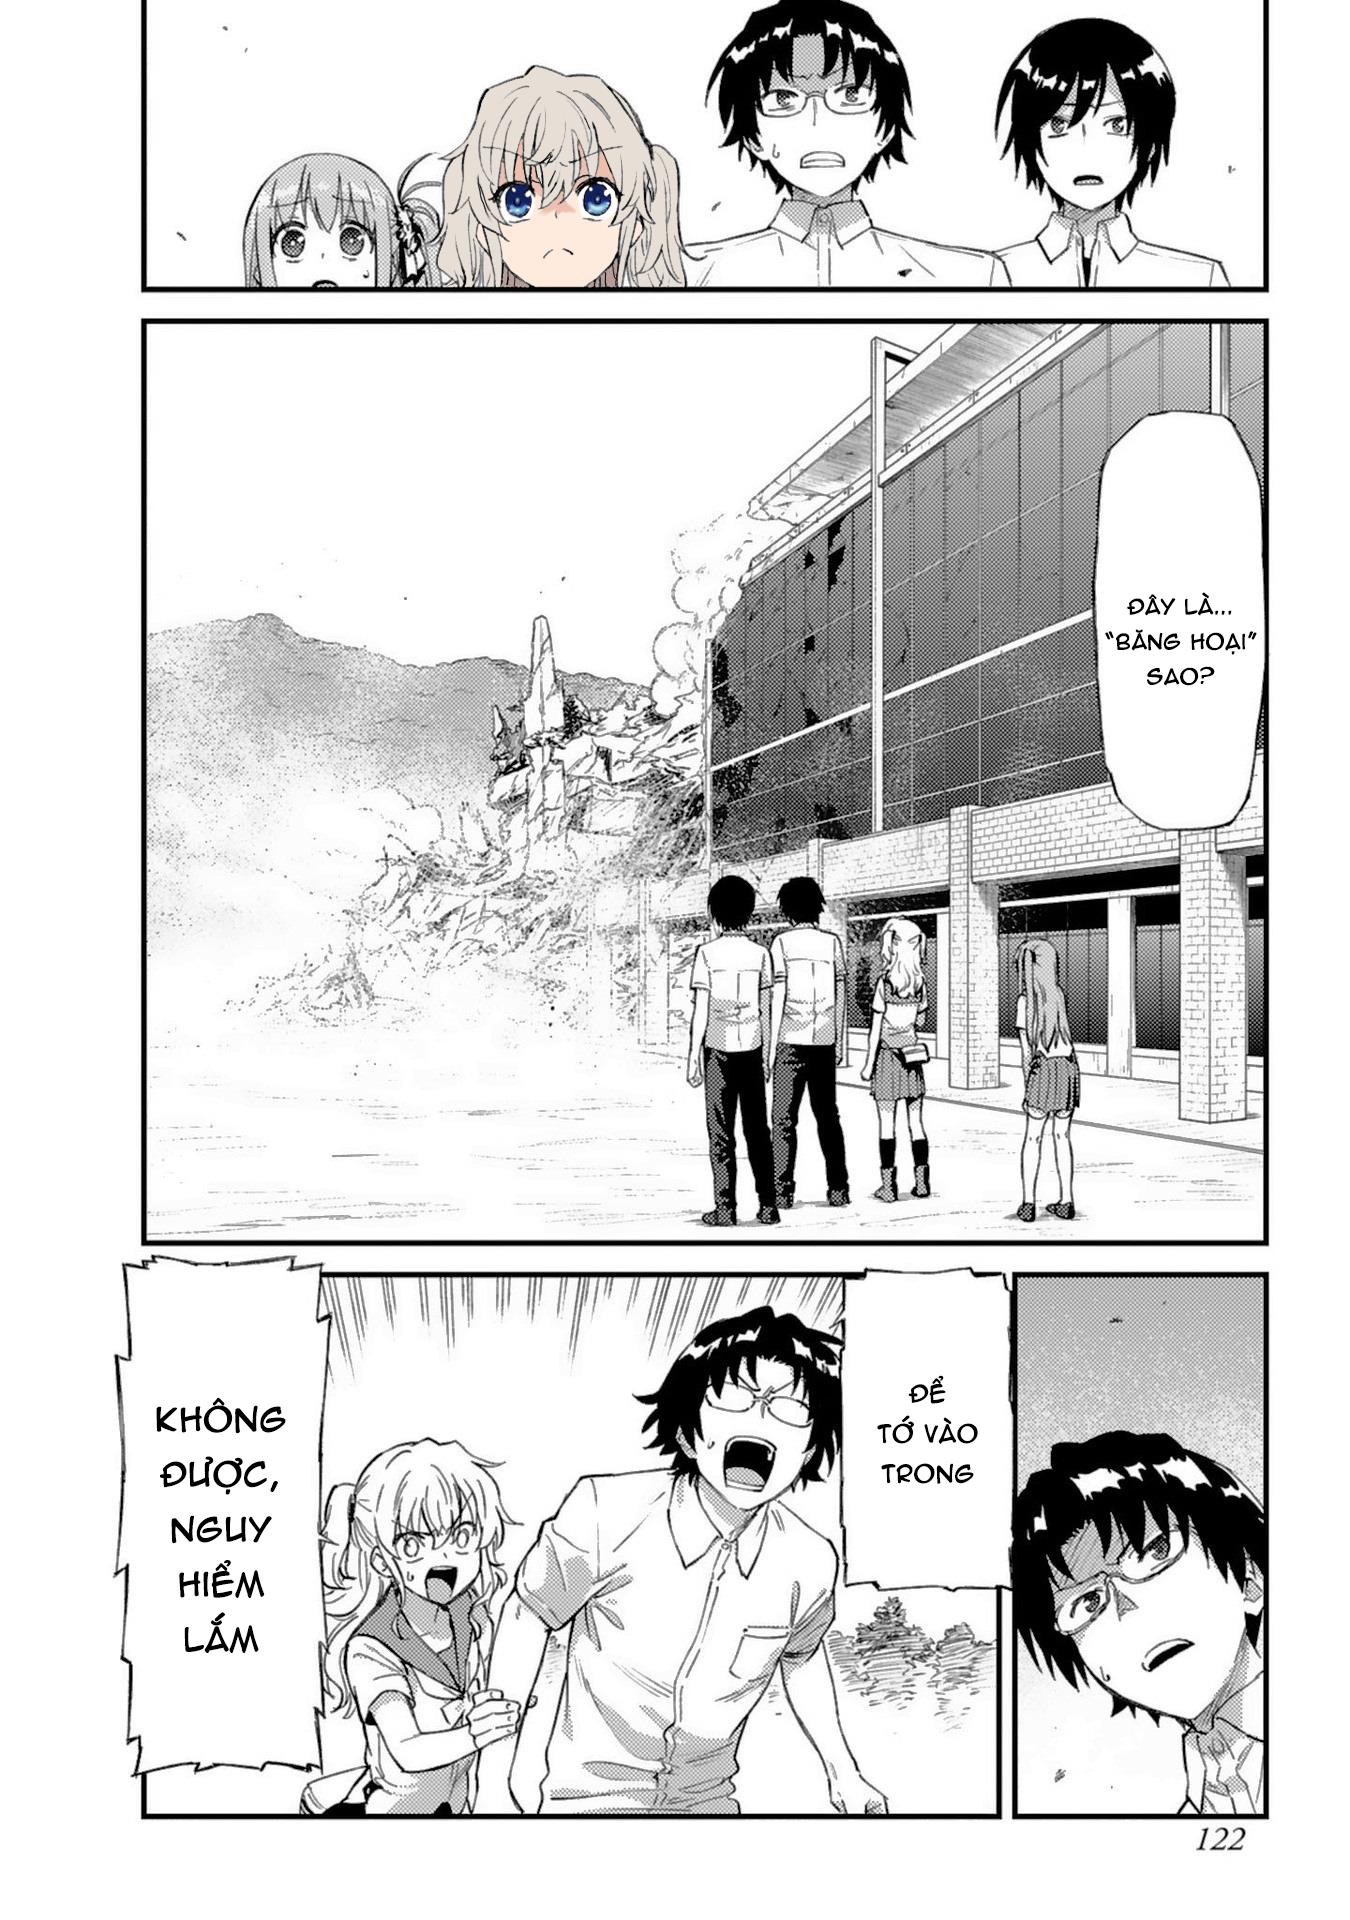 ĐÂY LÀ...
"BĂNG HOẠI"
SAO?
ĐỂ
TỚ VÀO
TRONG
KHÔNG
ĐƯỢC,
NGUY
HIỂM
LẮM
122